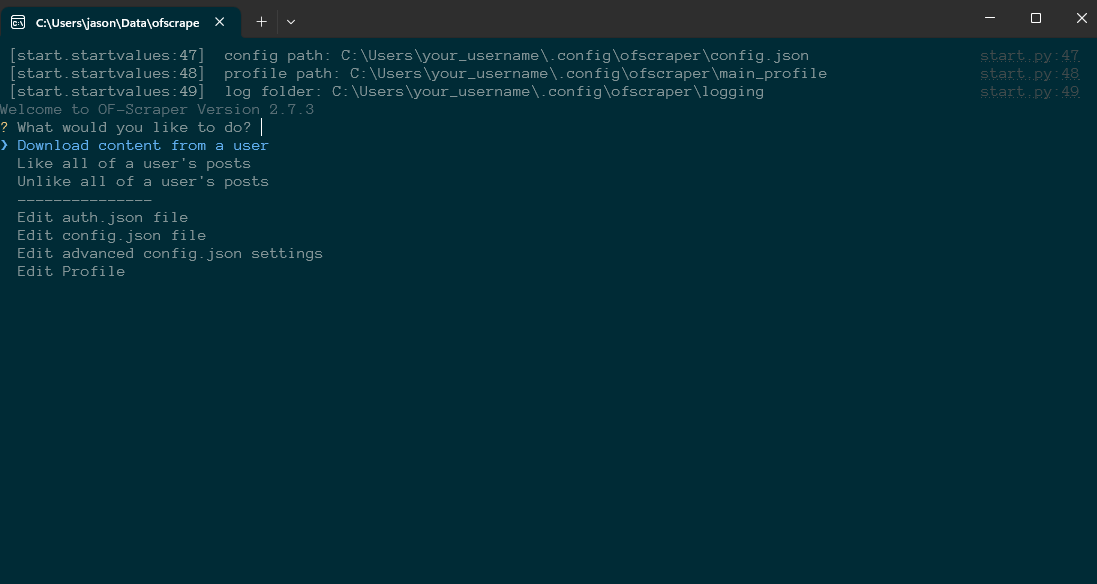 C:\Users\jason\Data\ofscrape
[start.startvalues:47]  config path: C:\Users\your_username\.config\ofscraper\config.json  start.py:47
[start.startvalues:48]  profile path: C:\Users\your_username\.config\ofscraper\main_profile  start.py:48
[start.startvalues:49]  log folder: C:\Users\your_username\.config\ofscraper\logging  start.py:49
Welcome to OF-Scraper Version 2.7.3
? What would you like to do?
❯ Download content from a user
Like all of a user's posts
Unlike all of a user's posts
---------------
Edit auth.json file
Edit config.json file
Edit advanced config.json settings
Edit Profile